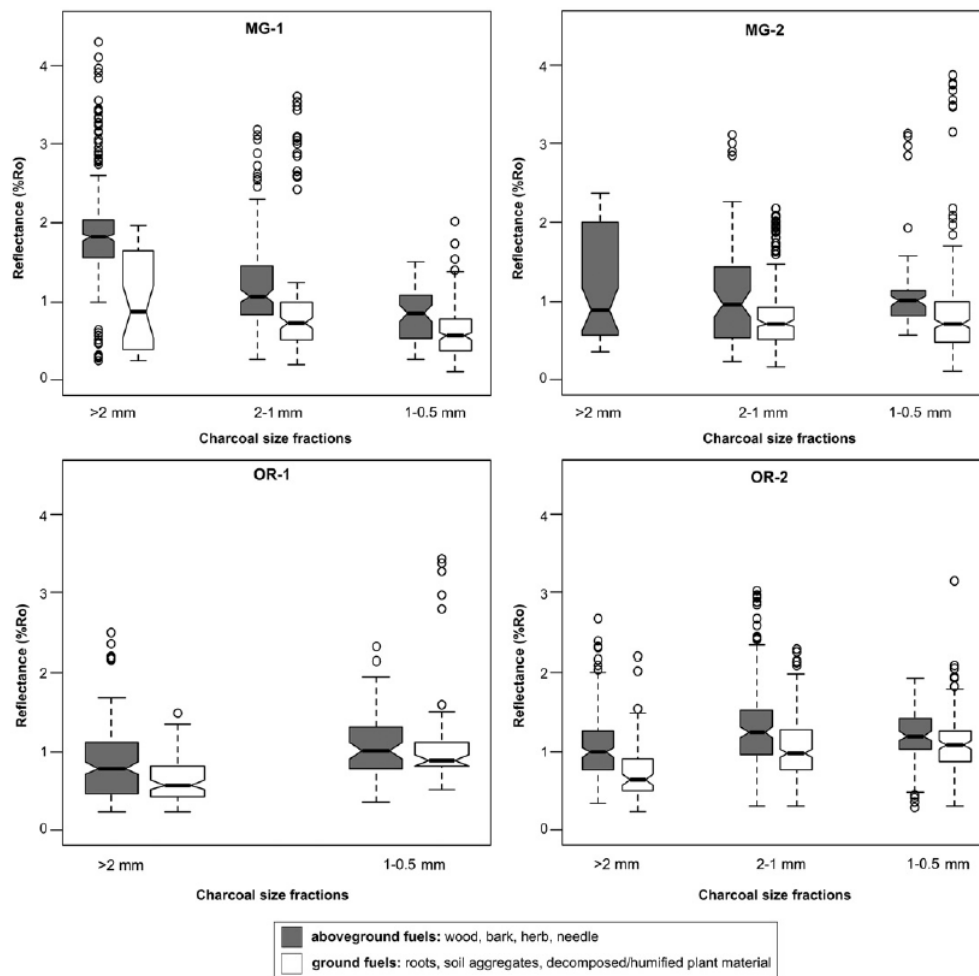 MG-1
Reflectance (%Ro)
4
3
2
1
0
>2 mm
2-1 mm
1-0.5 mm
Charcoal size fractions
MG-2
Reflectance (%Ro)
4
3
2
1
0
>2 mm
2-1 mm
1-0.5 mm
Charcoal size fractions
OR-1
Reflectance (%Ro)
4
3
2
1
0
>2 mm
1-0.5 mm
Charcoal size fractions
OR-2
Reflectance (%Ro)
4
3
2
1
0
>2 mm
2-1 mm
1-0.5 mm
Charcoal size fractions
aboveground fuels: wood, bark, herb, needle
ground fuels: roots, soil aggregates, decomposed/humified plant material